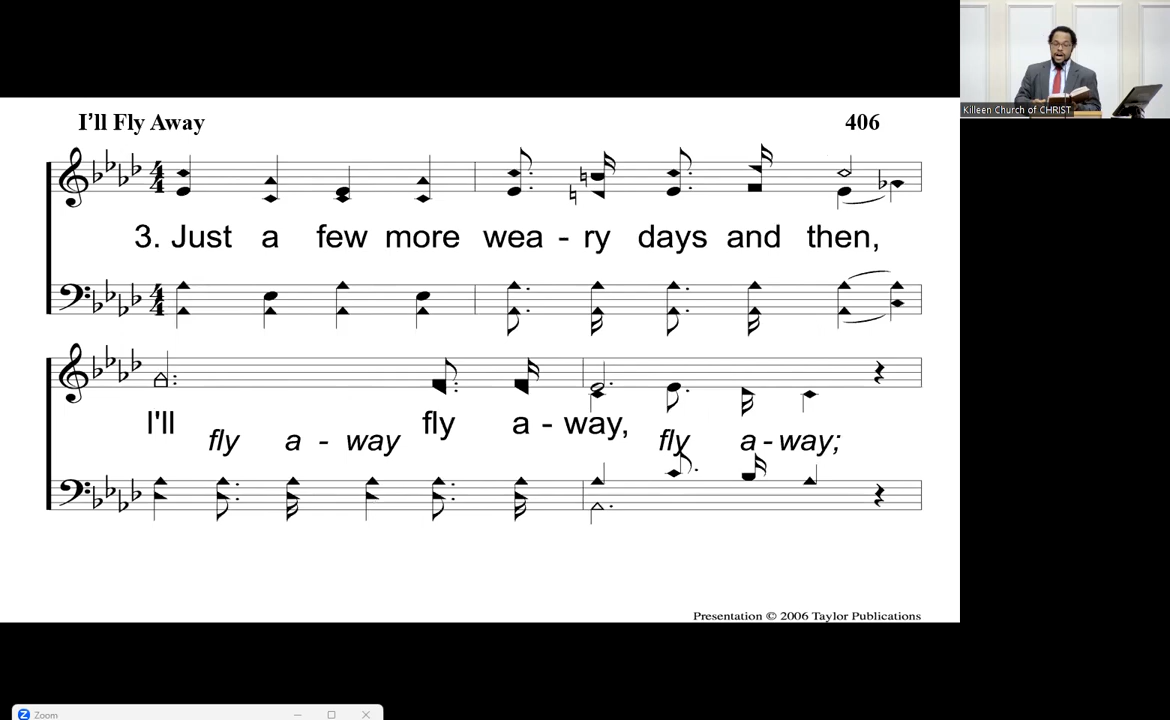 I’ll Fly Away
406
Killeen Church of CHRIST
3. Just a few more wea - ry days and then,
I'll fly a - way,
fly a - way fly a - way;
Presentation © 2006 Taylor Publications
Zoom